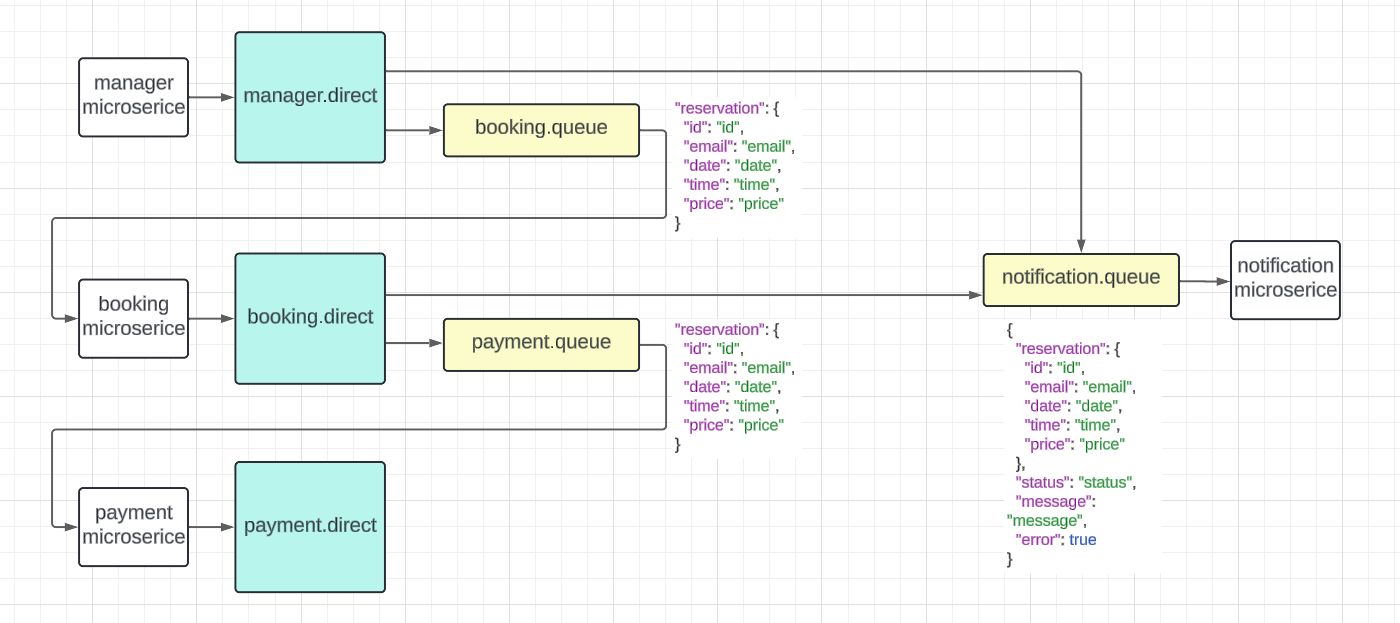 manager
microserice
manager.direct
booking.queue
"reservation": {
"id": "id",
"email": "email",
"date": "date",
"time": "time",
"price": "price"
}
booking
microserice
booking.direct
payment.queue
"reservation": {
"id": "id",
"email": "email",
"date": "date",
"time": "time",
"price": "price"
}
notification.queue
notification
microserice
{
"reservation": {
"id": "id",
"email": "email",
"date": "date",
"time": "time",
"price": "price"
},
"status": "status",
"message":
"message",
"error": true
}
payment
microserice
payment.direct